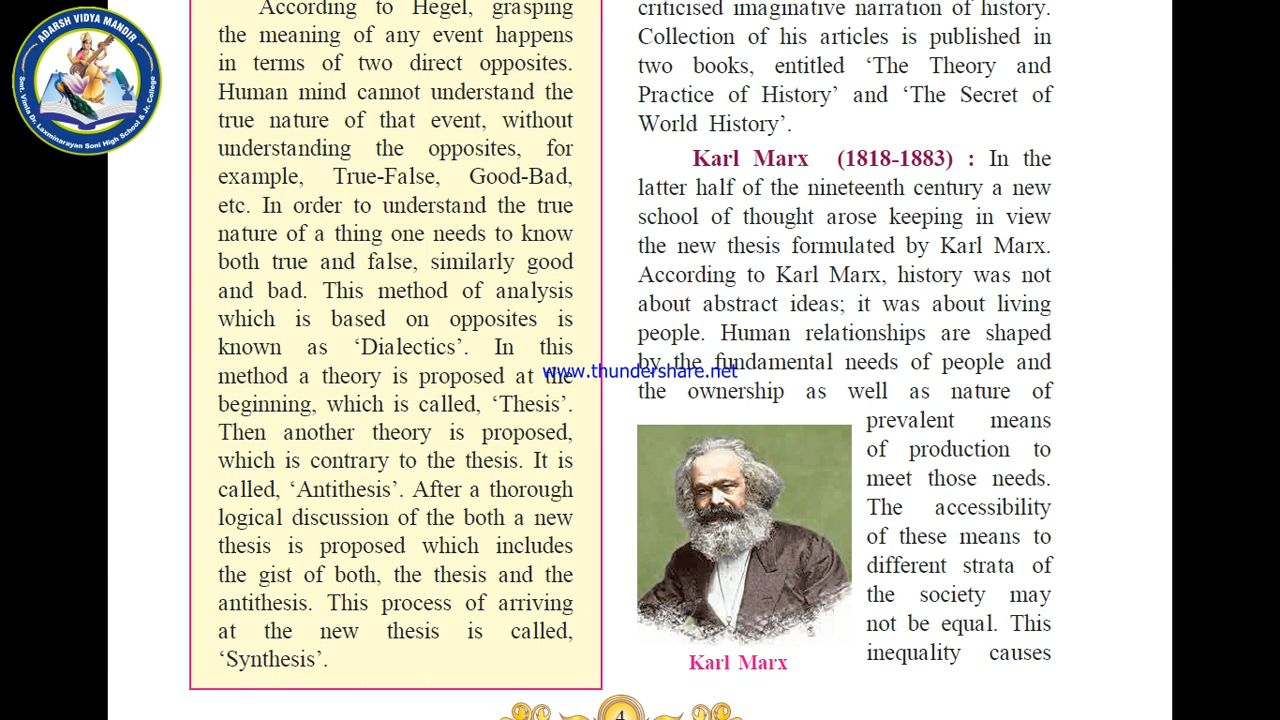 ADARSH VIDYA MANDIR
Smt. Vimla Dr. Laxminarayan Soni High School & Jr. College
According to Hegel, grasping
the meaning of any event happens
in terms of two direct opposites.
Human mind cannot understand the
true nature of that event, without
understanding the opposites, for
example, True-False, Good-Bad,
etc. In order to understand the true
nature of a thing one needs to know
both true and false, similarly good
and bad. This method of analysis
which is based on opposites is
known as ‘Dialectics’. In this
method a theory is proposed at the
beginning, which is called, ‘Thesis’.
Then another theory is proposed,
which is contrary to the thesis. It is
called, ‘Antithesis’. After a thorough
logical discussion of the both a new
thesis is proposed which includes
the gist of both, the thesis and the
antithesis. This process of arriving
at the new thesis is called,
‘Synthesis’.
criticised imaginative narration of history.
Collection of his articles is published in
two books, entitled ‘The Theory and
Practice of History’ and ‘The Secret of
World History’.
Karl Marx (1818-1883) : In the
latter half of the nineteenth century a new
school of thought arose keeping in view
the new thesis formulated by Karl Marx.
According to Karl Marx, history was not
about abstract ideas; it was about living
people. Human relationships are shaped
by the fundamental needs of people and
the ownership as well as nature of
prevalent means
of production to
meet those needs.
The accessibility
of these means to
different strata of
the society may
not be equal. This
inequality causes
Karl Marx
www.thundershare.net
4